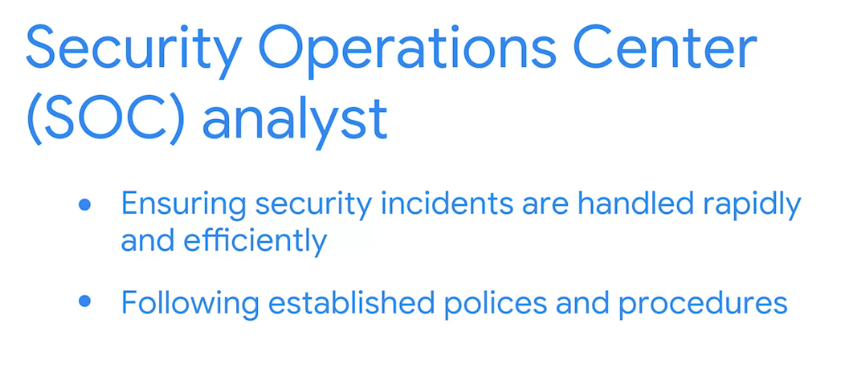 Security Operations Center
(SOC) analyst
• Ensuring security incidents are handled rapidly
and efficiently
• Following established polices and procedures